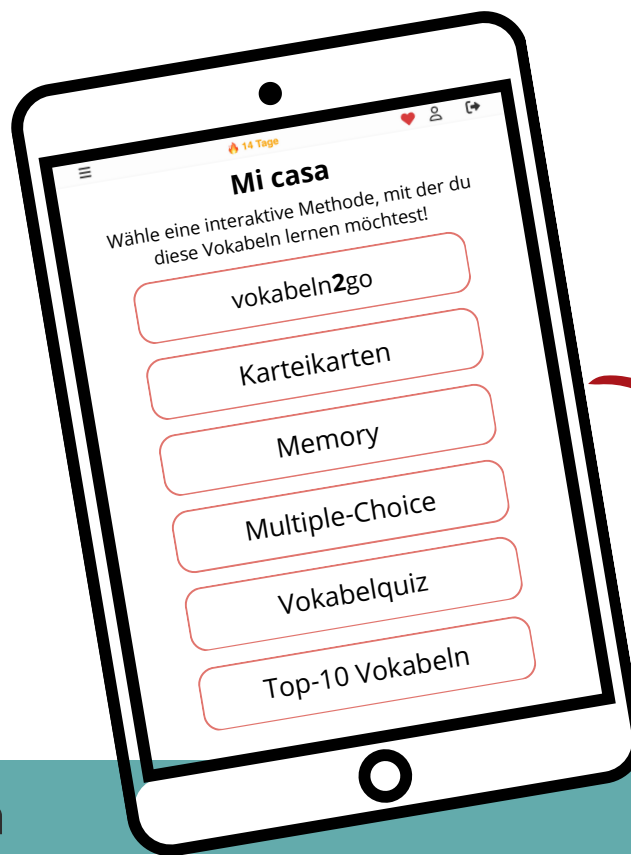 14 Tage
Mi casa
Wähle eine interaktive Methode, mit der du
diese Vokabeln lernen möchtest!
vokabeln2go
Karteikarten
Memory
Multiple-Choice
Vokabelquiz
Top-10 Vokabeln